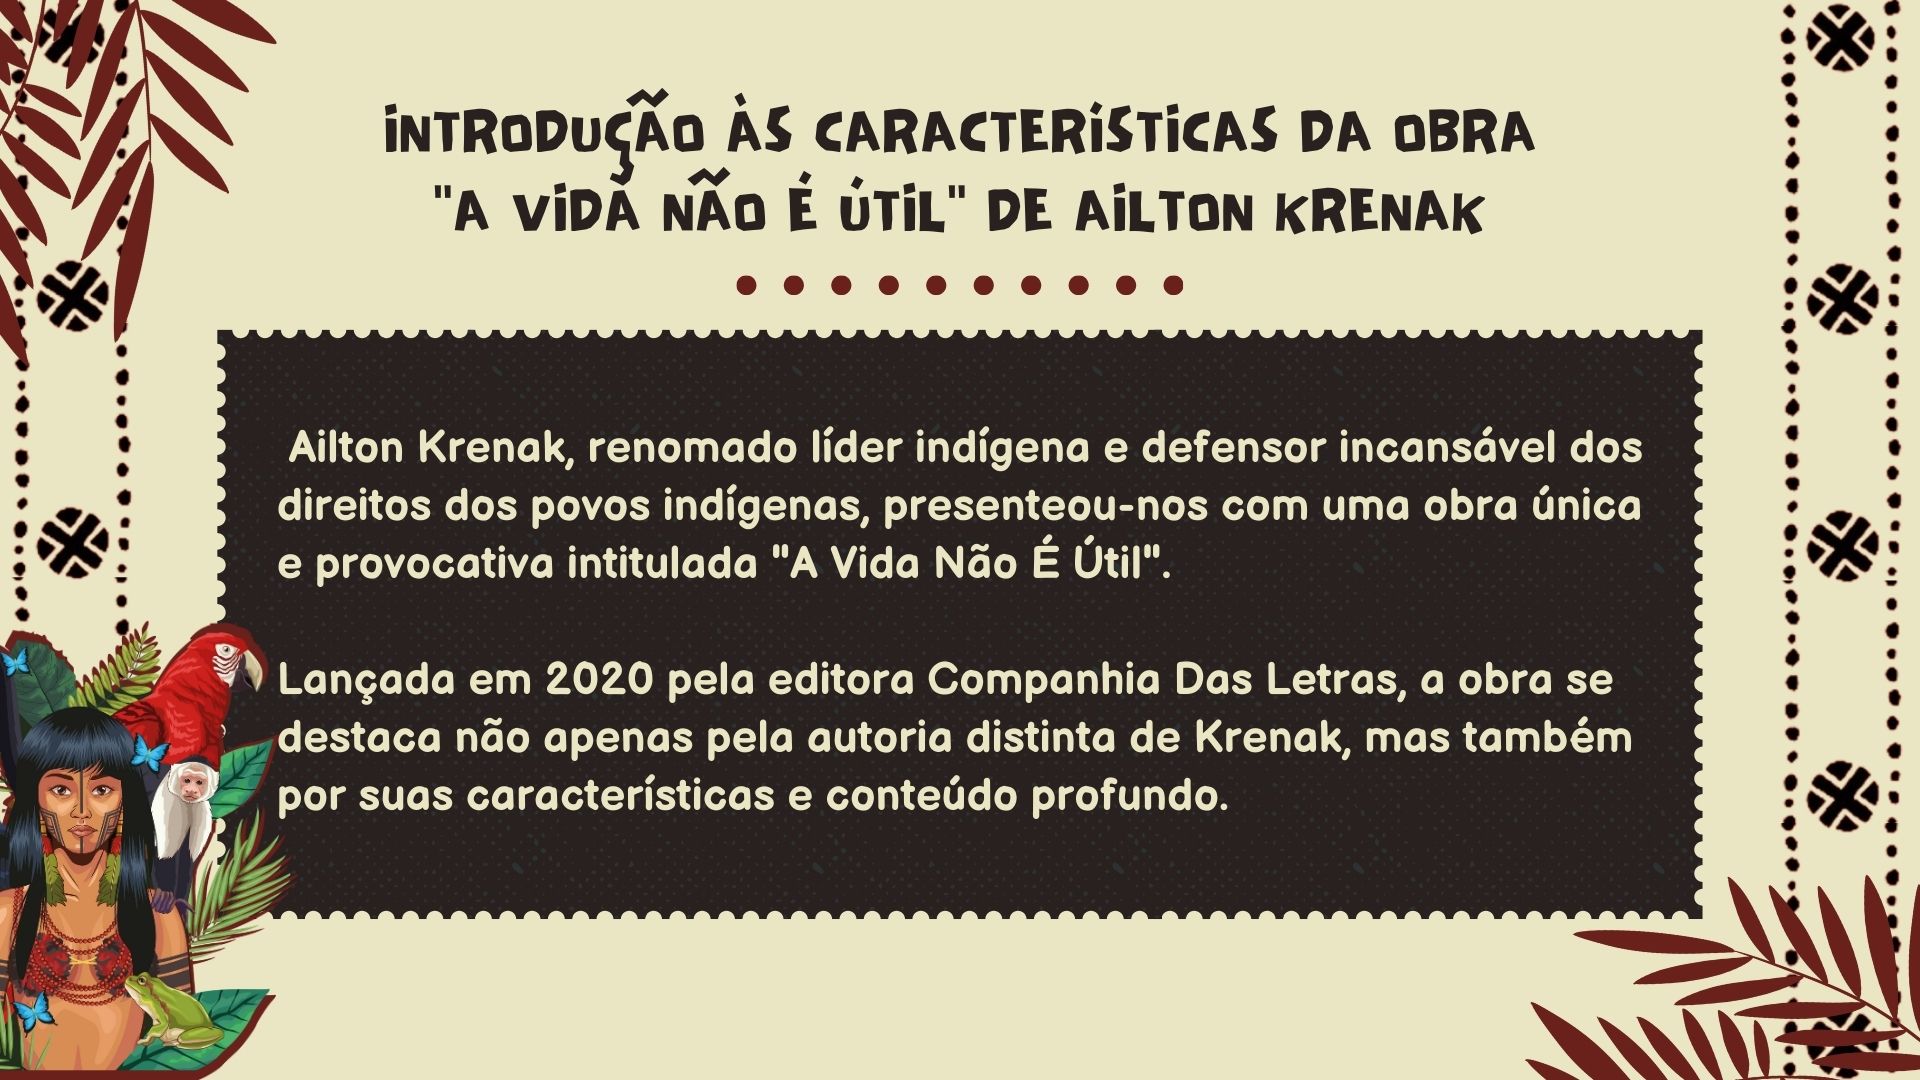 INTRODUÇÃO ÀS CARACTERÍSTICAS DA OBRA
"A VIDA NÃO É ÚTIL" DE AILTON KRENAK
Ailton Krenak, renomado líder indígena e defensor incansável dos
direitos dos povos indígenas, presenteou-nos com uma obra única
e provocativa intitulada "A Vida Não É Útil".
Lançada em 2020 pela editora Companhia Das Letras, a obra se
destaca não apenas pela autoria distinta de Krenak, mas também
por suas características e conteúdo profundo.